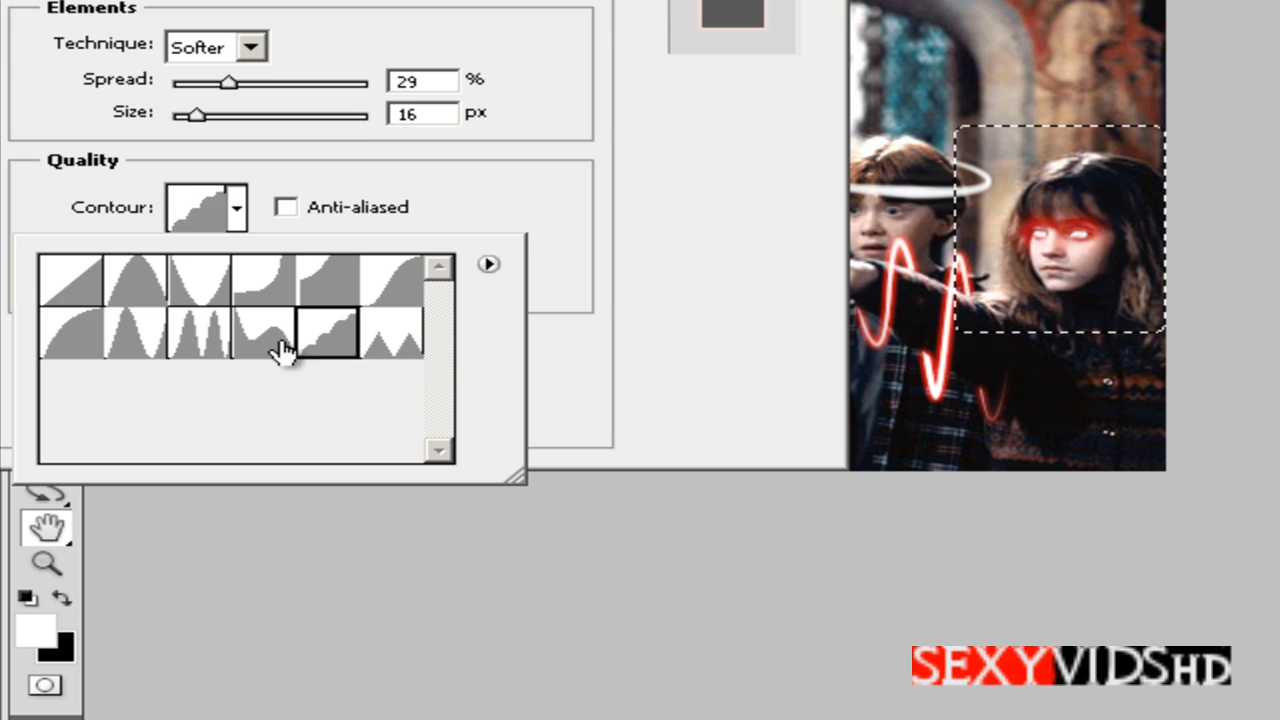 Elements
Technique: Softer
Spread: 29 %
Size: 16 px
Quality
Contour: Anti-aliased
SEXYVIDSHD